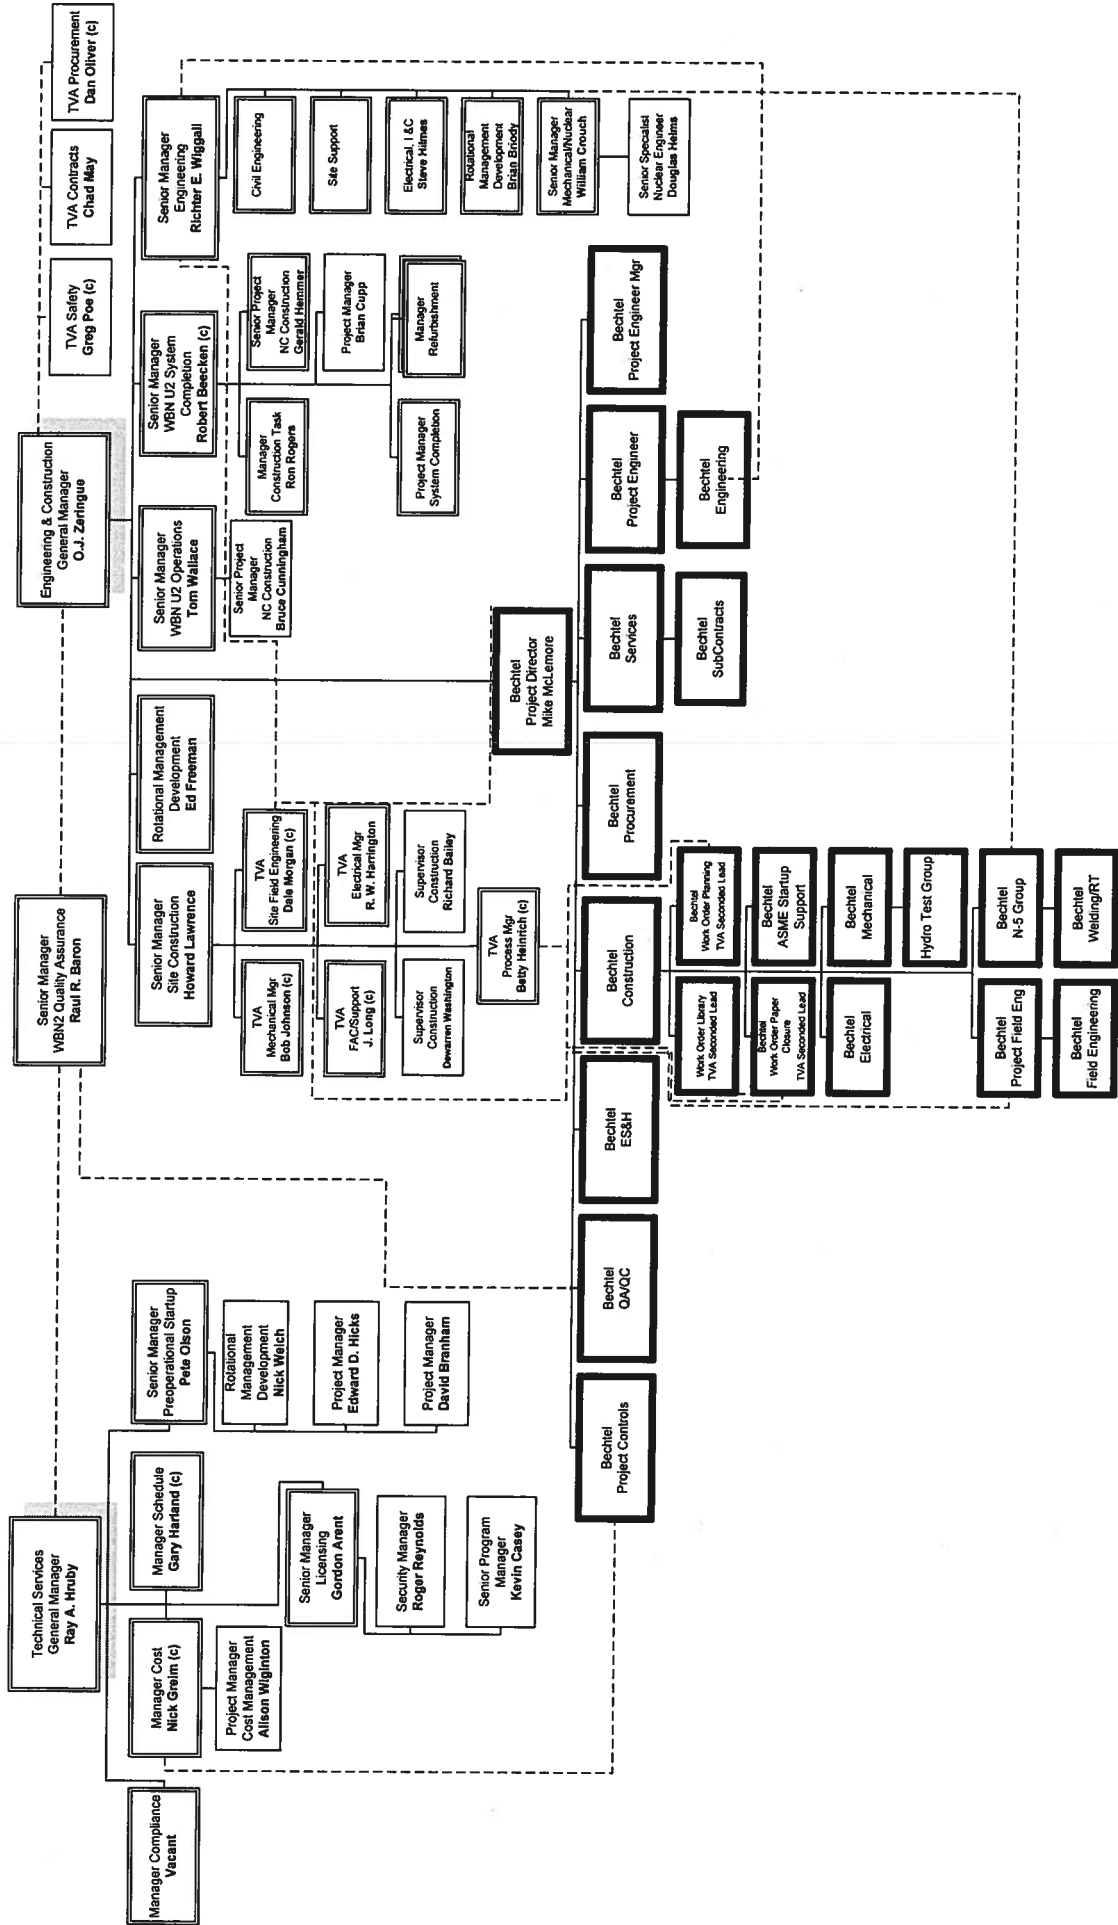 Technical Services
General Manager
Ray A. Hruby
Senior Manager
WBN2 Quality Assurance
Raul R. Baron
Engineering & Construction
General Manager
O.J. Zeringue
TVA Safety
Greg Poe (c)
TVA Contracts
Chad May
TVA Procurement
Dan Oliver (c)
Manager Compliance
Vacant
Manager Cost
Nick Greim (c)
Manager Schedule
Gary Harland (c)
Senior Manager
Preoperational Startup
Pete Olson
Project Manager
Cost Management
Alison Wiginton
Rotational
Management
Development
Nick Welch
Project Manager
Edward D. Hicks
Project Manager
David Branham
Senior Manager
Licensing
Gordon Arent
Security Manager
Roger Reynolds
Senior Program
Manager
Kevin Casey
Senior Manager
Site Construction
Howard Lawrence
Rotational Management
Development
Ed Freeman
Senior Manager
WBN U2 Operations
Tom Wallace
Senior Manager
WBN U2 System
Completion
Robert Beecken (c)
Senior Manager
Engineering
Richter E. Wiggall
TVA
Mechanical Mgr
Bob Johnson (c)
TVA
Site Field Engineering
Dale Morgan (c)
TVA
FAC/Support
J. Long (c)
TVA
Electrical Mgr
R. W. Harrington
Supervisor
Construction
Dewarren Washington
Supervisor
Construction
Richard Bailey
TVA
Process Mgr
Betty Heinrich (c)
Senior Project
Manager
NC Construction
Bruce Cunningham
Manager
Construction Task
Ron Rogers
Senior Project
Manager
NC Construction
Gerald Hemmer
Project Manager
Brian Cupp
Project Manager
System Completion
Manager
Refurbishment
Civil Engineering
Site Support
Electrical, I &C
Steve Hilmes
Rotational
Management
Development
Brian Briody
Senior Manager
Mechanical/Nuclear
William Crouch
Senior Specialist
Nuclear Engineer
Douglas Helms
Bechtel
Project Director
Mike McLemore
Bechtel
Project Controls
Bechtel
QA/QC
Bechtel
ES&H
Bechtel
Construction
Bechtel
Procurement
Bechtel
Services
Bechtel
Project Engineer
Bechtel
Project Engineer Mgr
Bechtel
SubContracts
Bechtel
Engineering
Bechtel
Work Order Library
TVA Seconded Lead
Bechtel
Work Order Planning
TVA Seconded Lead
Bechtel
Work Order Paper
Closure
TVA Seconded Lead
Bechtel
ASME Startup
Support
Bechtel
Electrical
Bechtel
Mechanical
Hydro Test Group
Bechtel
Project Field Eng
Bechtel
N-5 Group
Bechtel
Field Engineering
Bechtel
Welding/RT